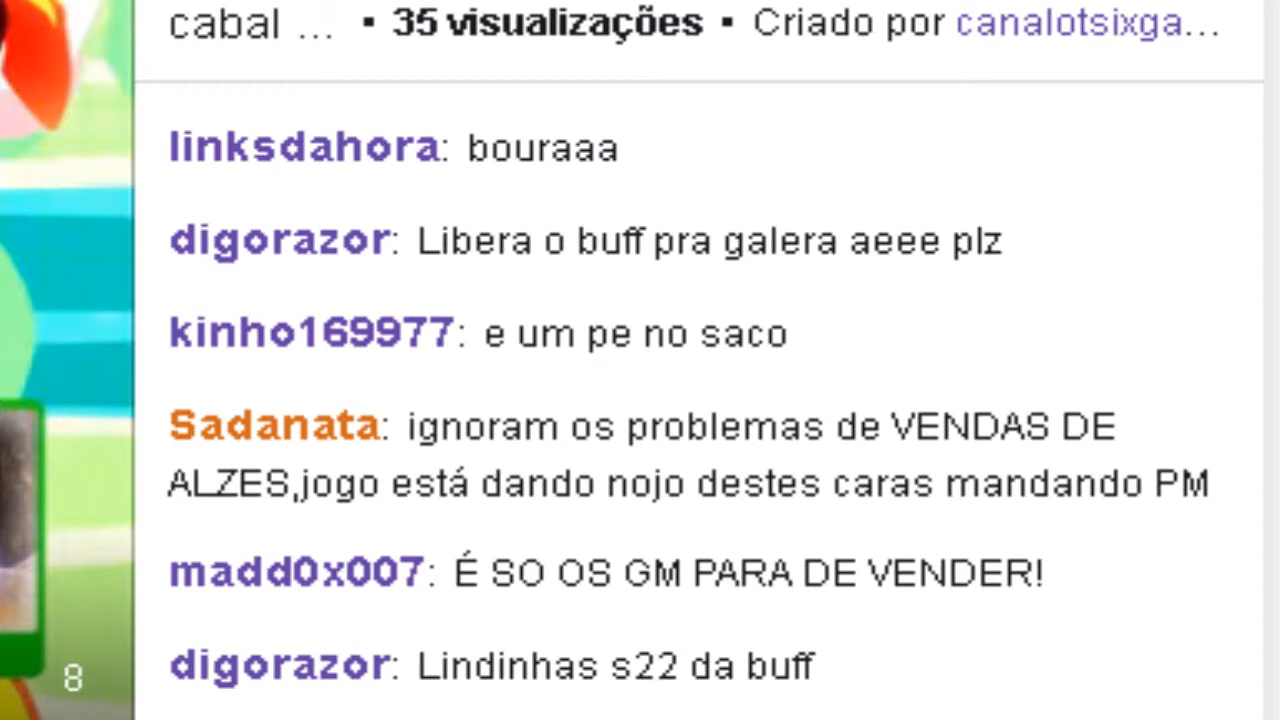 cabal ... ▪ 35 visualizações ▪ Criado por canalotsixga...
linksdahora: bouraaa
digorazor: Libera o buff pra galera aeee plz
kinho169977: e um pe no saco
Sadanata: ignoram os problemas de VENDAS DE
ALZES,jogo está dando nojo destes caras mandando PM
madd0x007: É SO OS GM PARA DE VENDER!
digorazor: Lindinhas s22 da buff
8